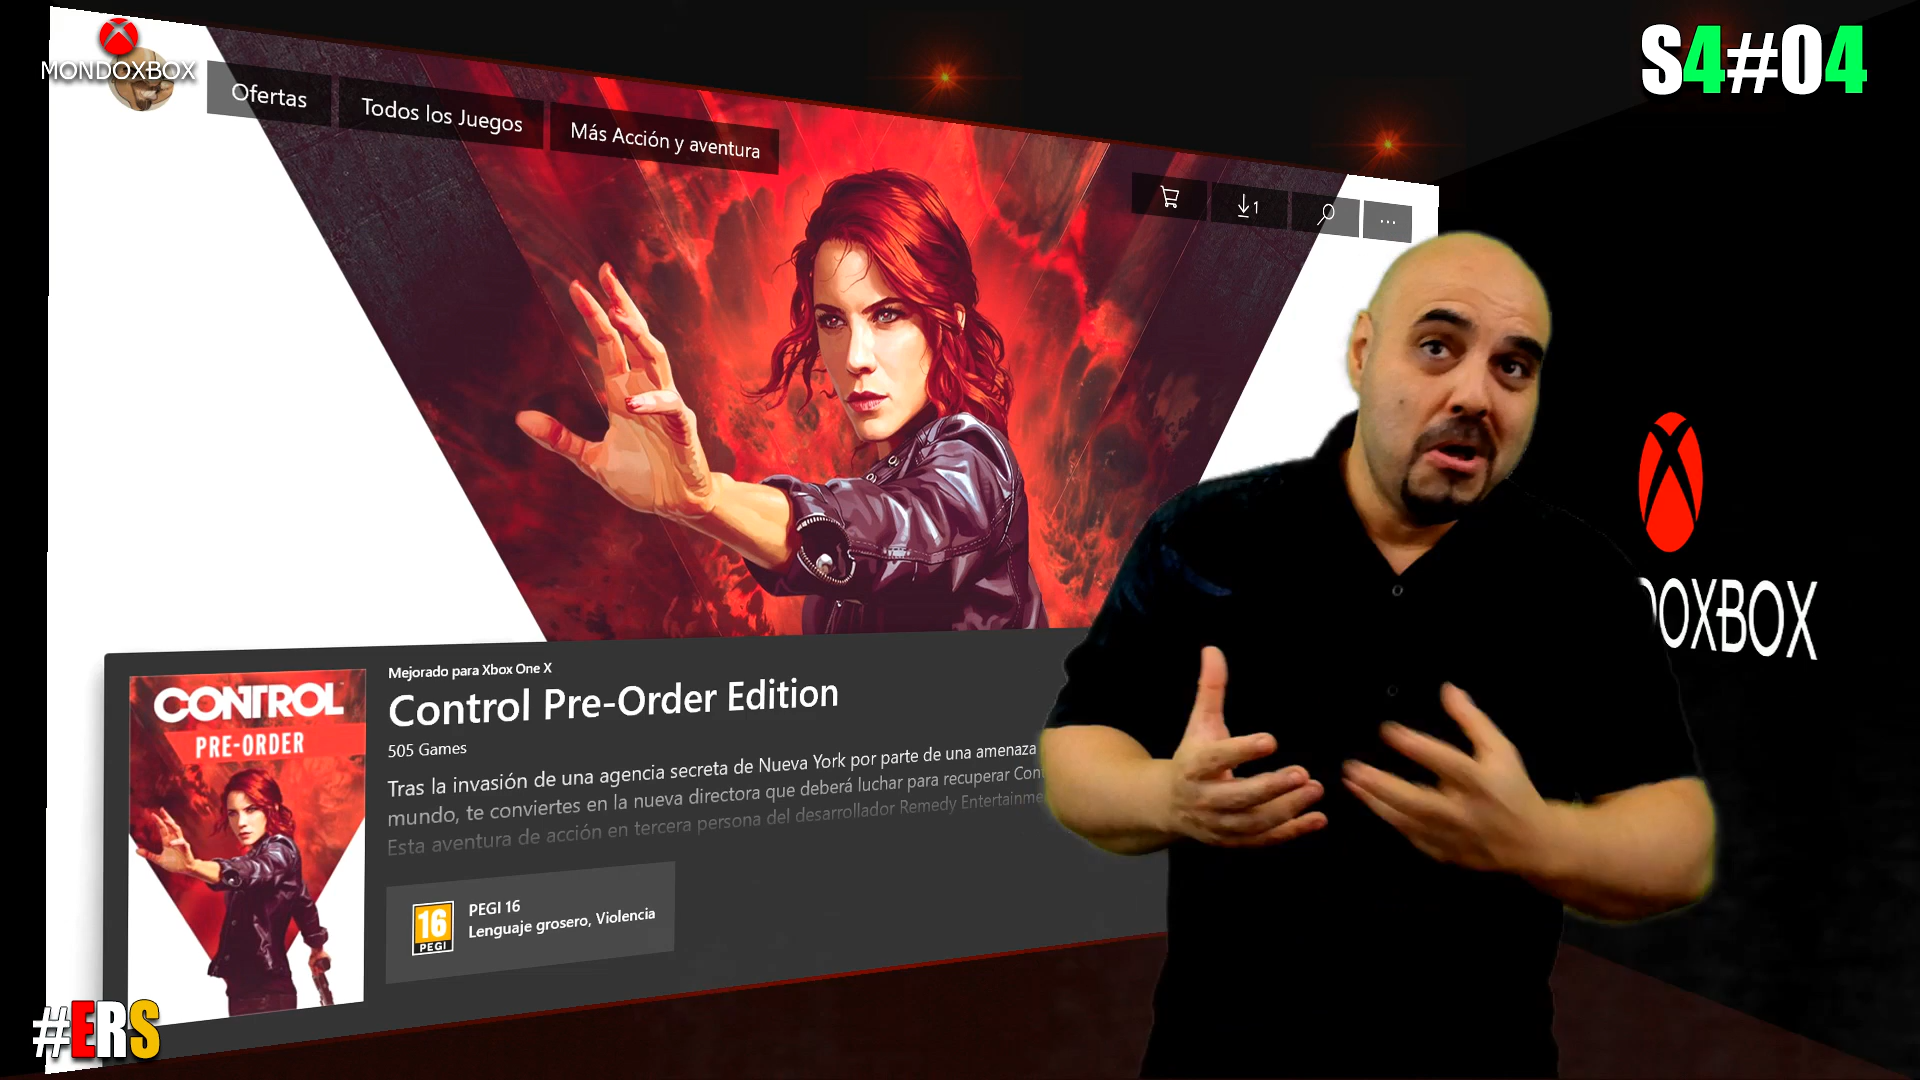 MONDOXBOX
Ofertas
Todos los Juegos
Más Acción y aventura
1
S4#04
Mejorado para Xbox One X
Control Pre-Order Edition
505 Games
Tras la invasión de una agencia secreta de Nueva York por parte de una amenaza
mundo, te conviertes en la nueva directora que deberá luchar para recuperar Con
Esta aventura de acción en tercera persona del desarrollador Remedy Entertainme
CONTROL
PRE-ORDER
16
PEGI
PEGI 16
Lenguaje grosero, Violencia
OXBOX
#ERS